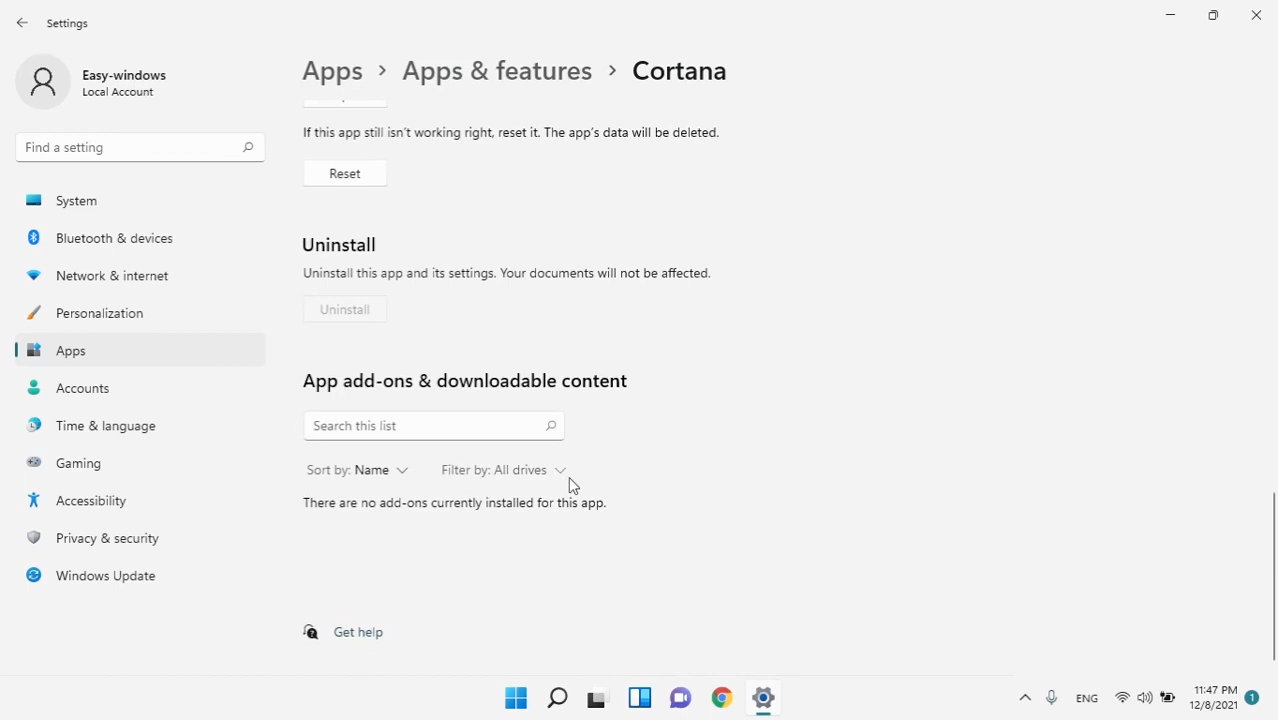 Settings
Easy-windows
Local Account
Find a setting
System
Bluetooth & devices
Network & internet
Personalization
Apps
Accounts
Time & language
Gaming
Accessibility
Privacy & security
Windows Update
Apps > Apps & features > Cortana
If this app still isn't working right, reset it. The app's data will be deleted.
Reset
Uninstall
Uninstall this app and its settings. Your documents will not be affected.
Uninstall
App add-ons & downloadable content
Search this list
Sort by: Name Filter by: All drives
There are no add-ons currently installed for this app.
Get help
ENG
11:47 PM
12/8/2021
1